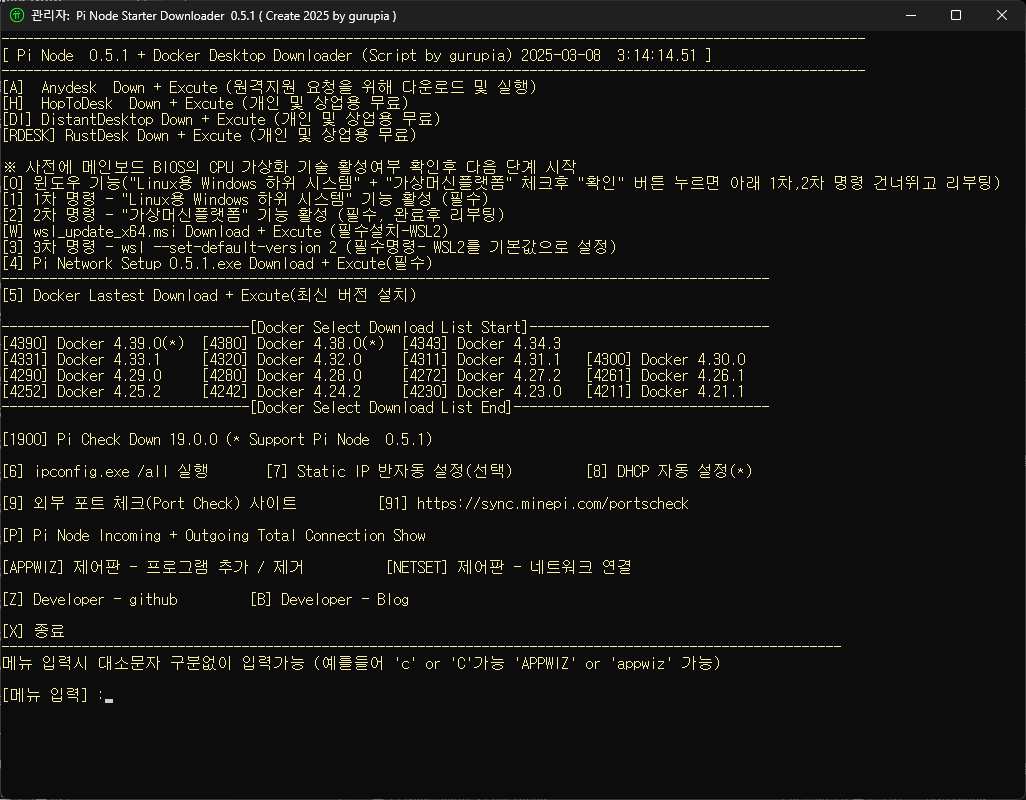 관리자: Pi Node Starter Downloader 0.5.1 ( Create 2025 by gurupia )
------------------------------------------------------------------------------------------------------------
[ Pi Node  0.5.1 + Docker Desktop Downloader (Script by gurupia) 2025-03-08  3:14:14.51 ]
------------------------------------------------------------------------------------------------------------
[A]  Anydesk  Down + Excute (원격지원 요청을 위해 다운로드 및 실행)
[H]  HopToDesk  Down + Excute (개인 및 상업용 무료)
[DI] DistantDesktop Down + Excute (개인 및 상업용 무료)
[RDESK] RustDesk Down + Excute (개인 및 상업용 무료)
※ 사전에 메인보드 BIOS의 CPU 가상화 기술 활성여부 확인후 다음 단계 시작
[0] 윈도우 기능("Linux용 Windows 하위 시스템" + "가상머신플랫폼" 체크후 "확인" 버튼 누르면 아래 1차,2차 명령 건너뛰고 리부팅)
[1] 1차 명령 - "Linux용 Windows 하위 시스템" 기능 활성 (필수)
[2] 2차 명령 - "가상머신플랫폼" 기능 활성 (필수, 완료후 리부팅)
[W] wsl_update_x64.msi Download + Excute (필수설치-WSL2)
[3] 3차 명령 - wsl --set-default-version 2 (필수명령- WSL2를 기본값으로 설정)
[4] Pi Network Setup 0.5.1.exe Download + Excute(필수)
------------------------------------------------------------------------------------------------
[5] Docker Lastest Download + Excute(최신 버전 설치)
-------------------------------[Docker Select Download List Start]------------------------------
[4390] Docker 4.39.0(*)  [4380] Docker 4.38.0(*)  [4343] Docker 4.34.3
[4331] Docker 4.33.1     [4320] Docker 4.32.0     [4311] Docker 4.31.1   [4300] Docker 4.30.0
[4290] Docker 4.29.0     [4280] Docker 4.28.0     [4272] Docker 4.27.2   [4261] Docker 4.26.1
[4252] Docker 4.25.2     [4242] Docker 4.24.2     [4230] Docker 4.23.0   [4211] Docker 4.21.1
-------------------------------[Docker Select Download List End]--------------------------------
[1900] Pi Check Down 19.0.0 (* Support Pi Node  0.5.1)
[6] ipconfig.exe /all 실행       [7] Static IP 반자동 설정(선택)         [8] DHCP 자동 설정(*)
[9] 외부 포트 체크(Port Check) 사이트          [91] https://sync.minepi.com/portscheck
[P] Pi Node Incoming + Outgoing Total Connection Show
[APPWIZ] 제어판 - 프로그램 추가 / 제거          [NETSET] 제어판 - 네트워크 연결
[Z] Developer - github         [B] Developer - Blog
[X] 종료
---------------------------------------------------------------------------------------------------------
메뉴 입력시 대소문자 구분없이 입력가능 (예를들어 'c' or 'C'가능 'APPWIZ' or 'appwiz' 가능)
[메뉴 입력] :_